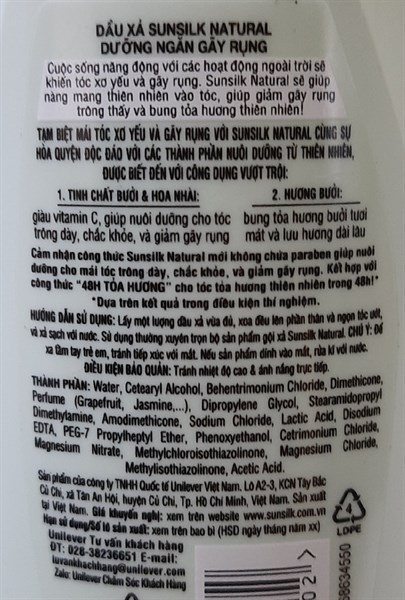 DẦU XẢ SUNSILK NATURAL
DƯỠNG NGĂN GÃY RỤNG
Cuộc sống năng động với các hoạt động ngoài trời sẽ
khiến tóc xơ yếu và gãy rụng. Sunsilk Natural sẽ giúp
nàng mang thiên nhiên vào tóc, giúp giảm gãy rụng
trông thấy và bung tỏa hương thiên nhiên!
TẠM BIỆT MÁI TÓC XƠ YẾU VÀ GÃY RỤNG VỚI SUNSILK NATURAL CÙNG SỰ
HÒA QUYỆN ĐỘC ĐÁO VỚI CÁC THÀNH PHẦN NUÔI DƯỠNG TỪ THIÊN NHIÊN,
ĐƯỢC BIẾT ĐẾN VỚI CÔNG DỤNG VƯỢT TRỘI:
1. TINH CHẤT BƯỞI & HOA NHÀI:
giàu vitamin C, giúp nuôi dưỡng cho tóc
trông dày, chắc khỏe, và giảm gãy rụng
2. HƯƠNG BƯỞI:
bung tỏa hương bưởi tươi
mát và lưu hương dài lâu
Cảm nhận công thức Sunsilk Natural mới không chứa paraben giúp nuôi
dưỡng cho mái tóc trông dày, chắc khỏe, và giảm gãy rụng. Kết hợp với
công thức "48H TỎA HƯƠNG" cho tóc tỏa hương thiên nhiên trong 48h!*
*Dựa trên kết quả trong điều kiện thí nghiệm.
HƯỚNG DẪN SỬ DỤNG: Lấy một lượng dầu xả vừa đủ, xoa đều lên phần thân và ngọn tóc ướt,
và xả sạch với nước. Sử dụng thường xuyên trọn bộ sản phẩm gội xả Sunsilk Natural. CHÚ Ý: Để
xa tầm tay trẻ em, tránh tiếp xúc với mắt. Nếu sản phẩm dính vào mắt, rửa kĩ với nước.
ĐIỀU KIỆN BẢO QUẢN: Tránh nhiệt độ cao & ánh nắng trực tiếp.
THÀNH PHẦN: Water, Cetearyl Alcohol, Behentrimonium Chloride, Dimethicone,
Perfume (Grapefruit, Jasmine,...), Dipropylene Glycol, Stearamidopropyl
Dimethylamine, Amodimethicone, Sodium Chloride, Lactic Acid, Disodium
EDTA, PEG-7 Propylheptyl Ether, Phenoxyethanol, Cetrimonium Chloride,
Magnesium Nitrate, Methylchloroisothiazolinone, Magnesium Chloride,
Methylisothiazolinone, Acetic Acid.
Sản phẩm của công ty TNHH Quốc tế Unilever Việt Nam. Lô A2-3, KCN Tây Bắc
Củ Chi, xã Tân An Hội, huyện Củ Chi, Tp. Hồ Chí Minh, Việt Nam. Sản xuất
tại Việt Nam. Giá khuyến nghị: xem trên website www.sunsilk.com.vn
Hạn sử dụng/Số lô sản xuất: xem trên bao bì (HSD ngày tháng năm xx)
Unilever Tư vấn khách hàng
ĐT: 028-38236651 E-mail:
tuvankhachhang@unilever.com
Zalo: Unilever Chăm Sóc Khách Hàng
4
LDPE
68634550